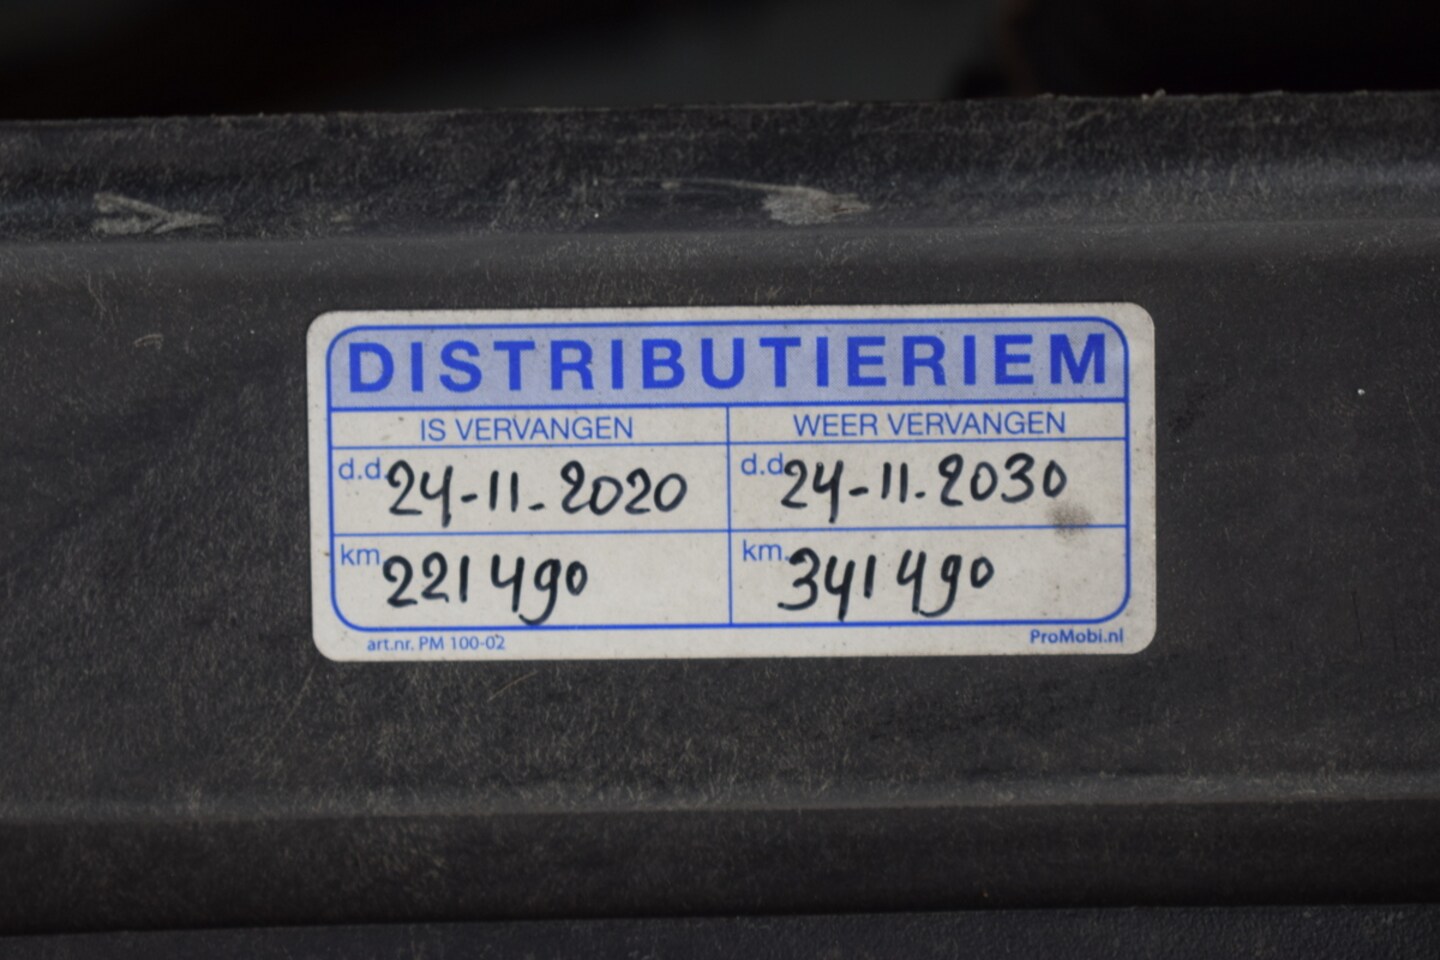 DISTRIBUTIERIEM
IS VERVANGEN WEER VERVANGEN
d.d. 24-11-2020 d.d. 24-11-2030
km. 221490 km. 341490
art.nr. PM 100-02 ProMobi.nl